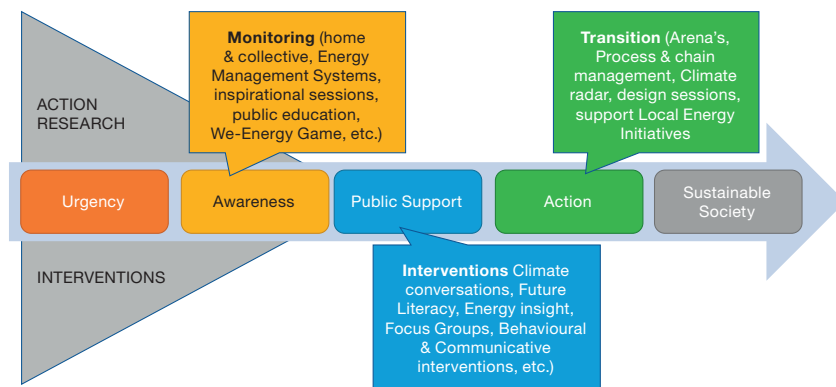 Monitoring (home
& collective, Energy
Management Systems,
inspirational sessions,
public education,
We-Energy Game, etc.)
Transition (Arena's,
Process & chain
management, Climate
radar, design sessions,
support Local Energy
Initiatives
ACTION
RESEARCH
Urgency
Awareness
Public Support
Action
Sustainable
Society
INTERVENTIONS
Interventions Climate
conversations, Future
Literacy, Energy insight,
Focus Groups, Behavioural
& Communicative
interventions, etc.)